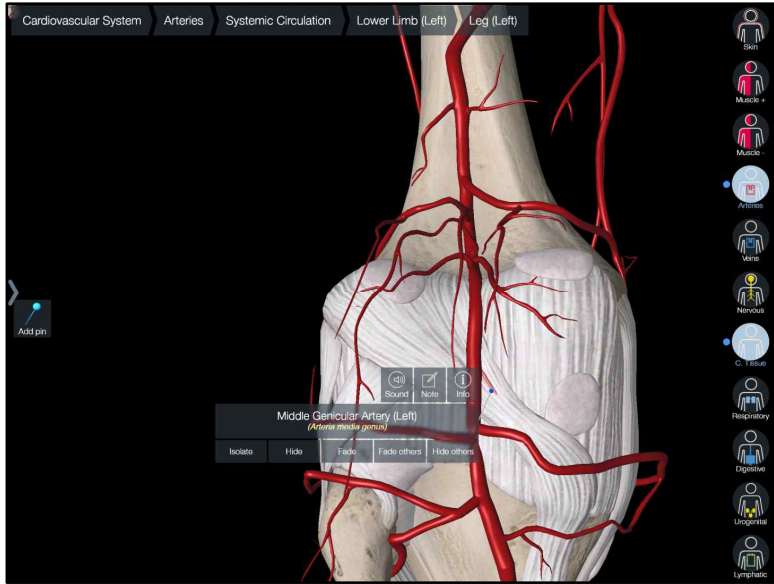 Cardiovascular System Arteries Systemic Circulation Lower Limb (Left) Leg (Left)
Skin
Muscle +
Muscle -
Arteries
Veins
Nervous
Add pin
C. Tissue
Sound Note Info
Respiratory
Middle Genicular Artery (Left)
(Arteria media genus)
Isolate Hide Fade Fade others Hide others
Digestive
Urogenital
Lymphatic